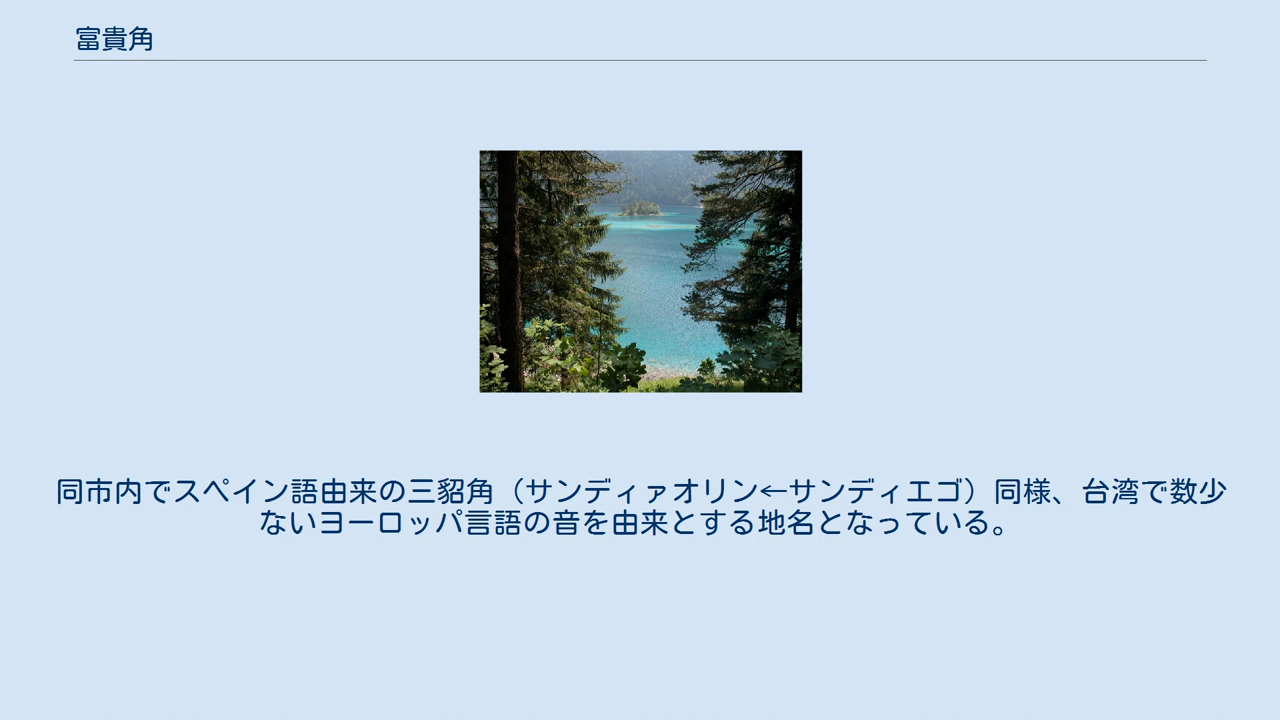 富貴角
同市内でスペイン語由来の三貂角（サンディァオリン←サンディエゴ）同様、台湾で数少
ないヨーロッパ言語の音を由来とする地名となっている。